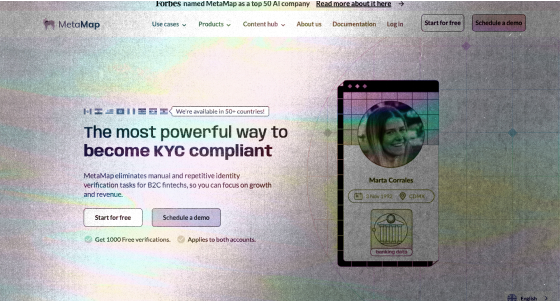 Forbes named MetaMap as a top 50 AI company Read more about it here →
MetaMap Use cases Products Content hub About us Documentation Log in Start for free Schedule a demo
We're available in 50+ countries!
The most powerful way to
become KYC compliant
MetaMap eliminates manual and repetitive identity
verification tasks for B2C fintechs, so you can focus on growth
and revenue.
Start for free Schedule a demo
Get 1000 Free verifications. Applies to both accounts.
Marta Corrales
CDMX
banking data
English